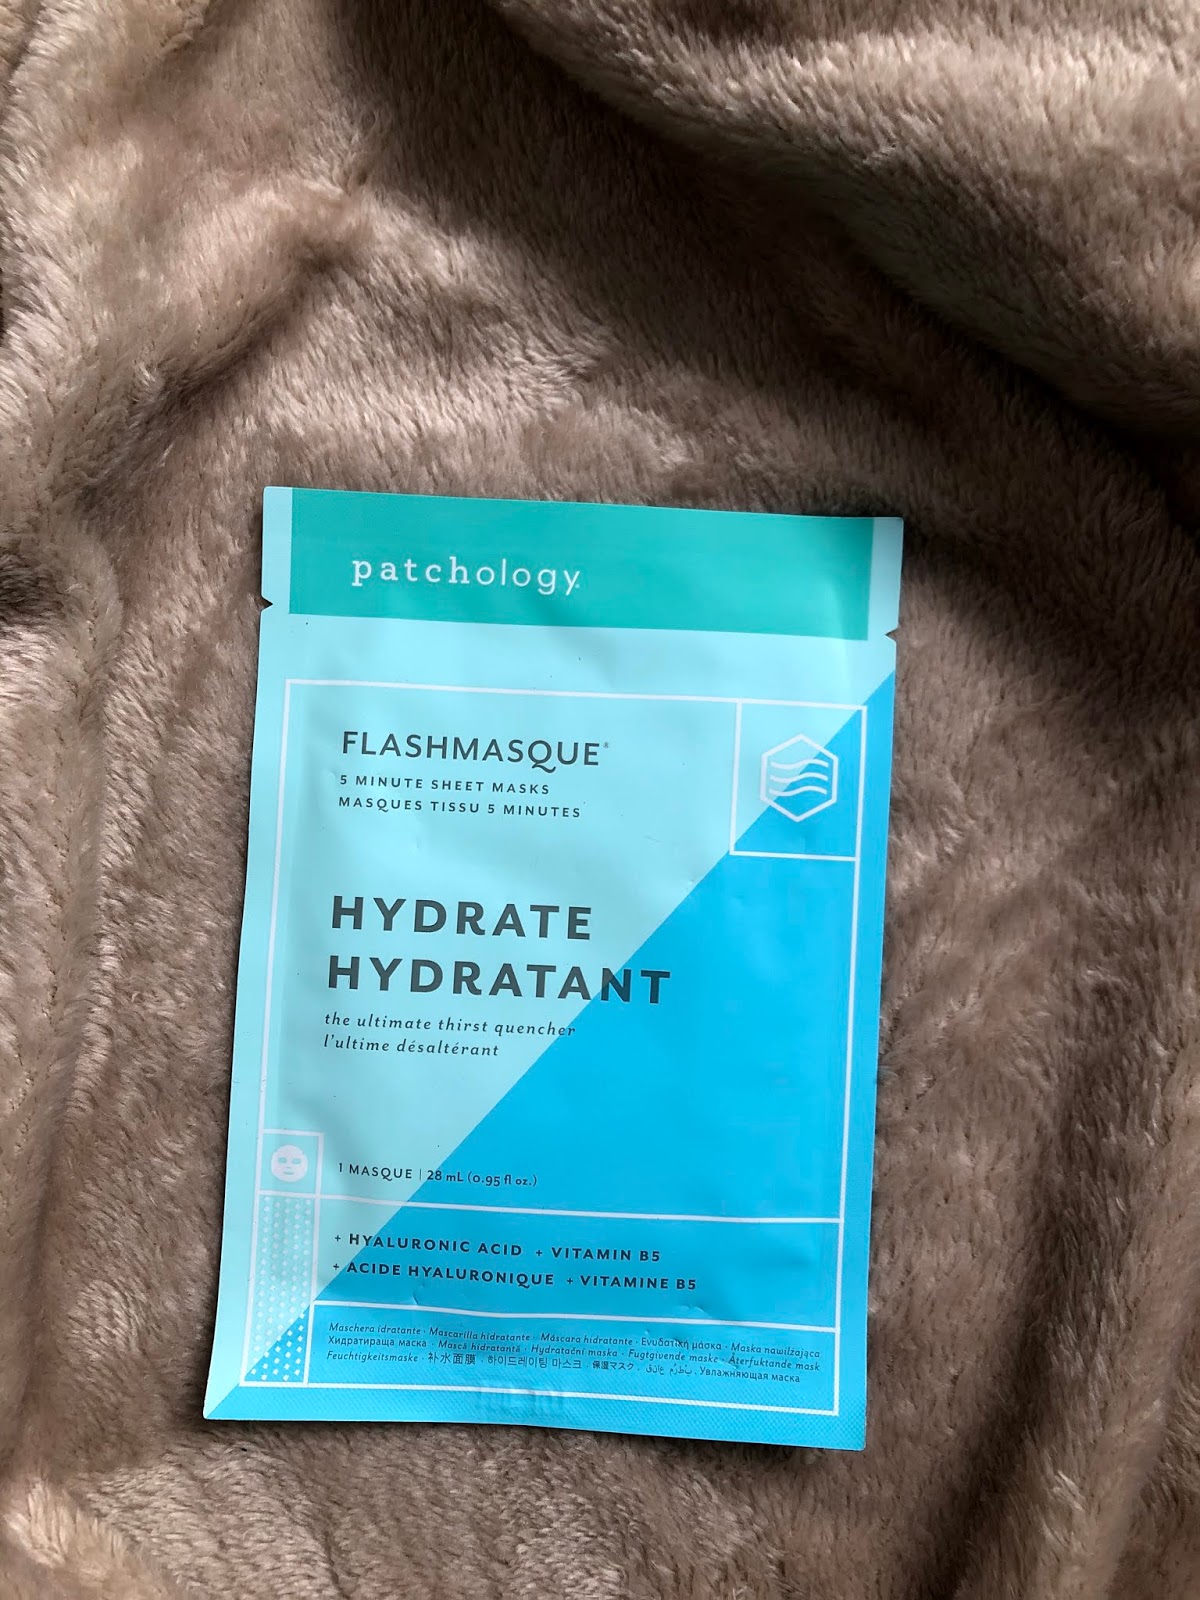 patchology
FLASHMASQUE®
5 MINUTE SHEET MASKS
MASQUES TISSU 5 MINUTES
HYDRATE
HYDRATANT
the ultimate thirst quencher
l'ultime désaltérant
1 MASQUE | 28 mL (0.95 fl oz.)
+ HYALURONIC ACID + VITAMIN B5
+ ACIDE HYALURONIQUE + VITAMINE B5
Maschera idratante · Mascarilla hidratante · Máscara hidratante · Ενυδατική μάσκα · Maska nawilżająca
Хидратираща маска · Mască hidratantă · Hydratační maska · Fugtgivende maske · Återfuktande mask
Feuchtigkeitsmaske · 补水面膜 · 하이드레이팅 마스크 · 保湿マスク · قناع مُرطِّب · Увлажняющая маска